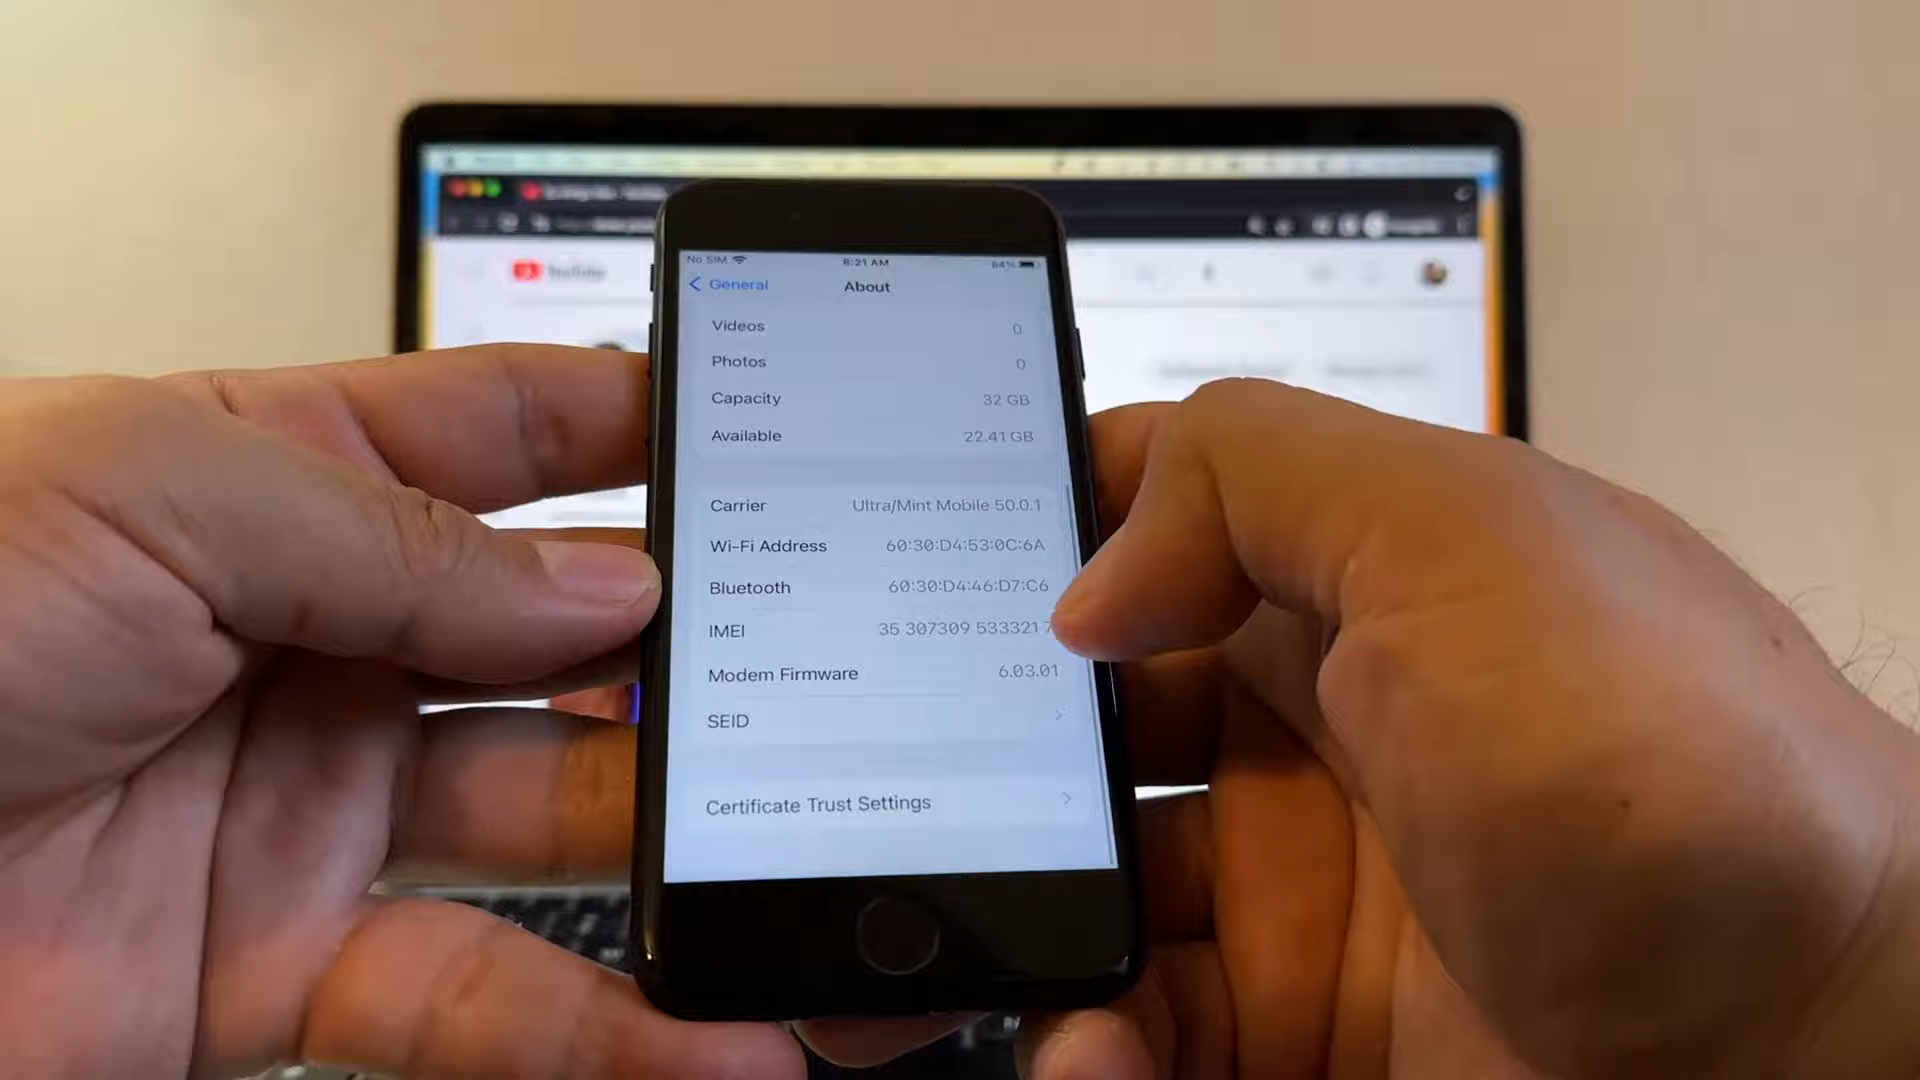 YouTube
No SIM 8:21 AM 84%
General About
Videos 0
Photos 0
Capacity 32 GB
Available 22.41 GB
Carrier Ultra/Mint Mobile 50.0.1
Wi-Fi Address 60:30:D4:53:0C:6A
Bluetooth 60:30:D4:46:D7:C6
IMEI 35 307309 533321 7
Modem Firmware 6.03.01
SEID
Certificate Trust Settings